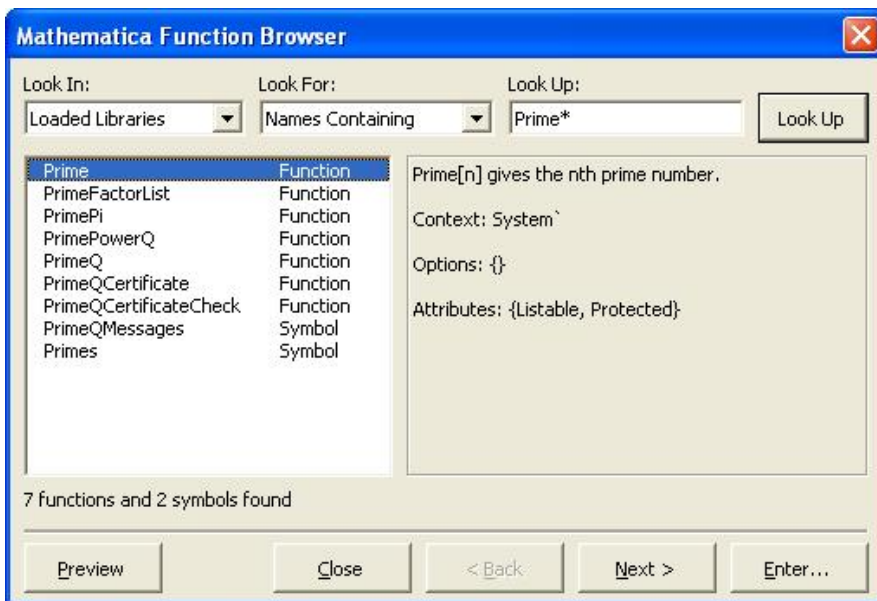 Mathematica Function Browser
Look In: Look For: Look Up:
Loaded Libraries Names Containing Prime* Look Up
Prime Function
PrimeFactorList Function
PrimePi Function
PrimePowerQ Function
PrimeQ Function
PrimeQCertificate Function
PrimeQCertificateCheck Function
PrimeQMessages Symbol
Primes Symbol
Prime[n] gives the nth prime number.
Context: System`
Options: {}
Attributes: {Listable, Protected}
7 functions and 2 symbols found
Preview Close < Back Next > Enter...